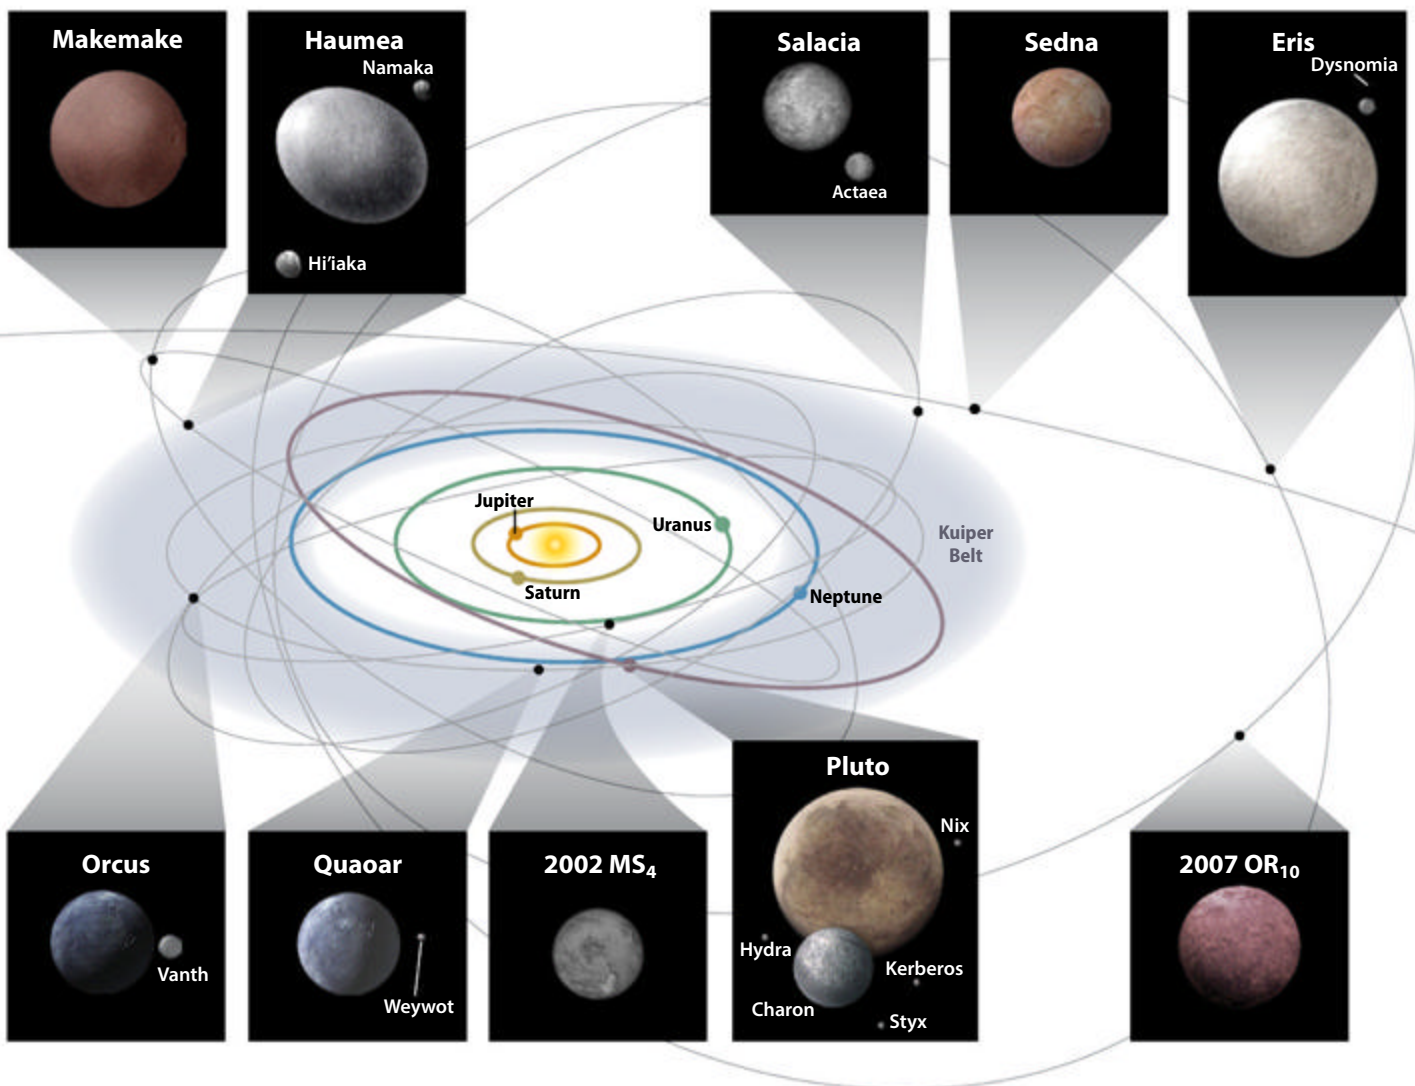 Makemake
Haumea
Namaka
Hi’iaka
Salacia
Actaea
Sedna
Eris
Dysnomia
Jupiter
Uranus
Saturn
Neptune
Kuiper
Belt
Orcus
Vanth
Quaoar
Weywot
2002 MS₄
Pluto
Nix
Hydra
Kerberos
Charon
Styx
2007 OR₁₀